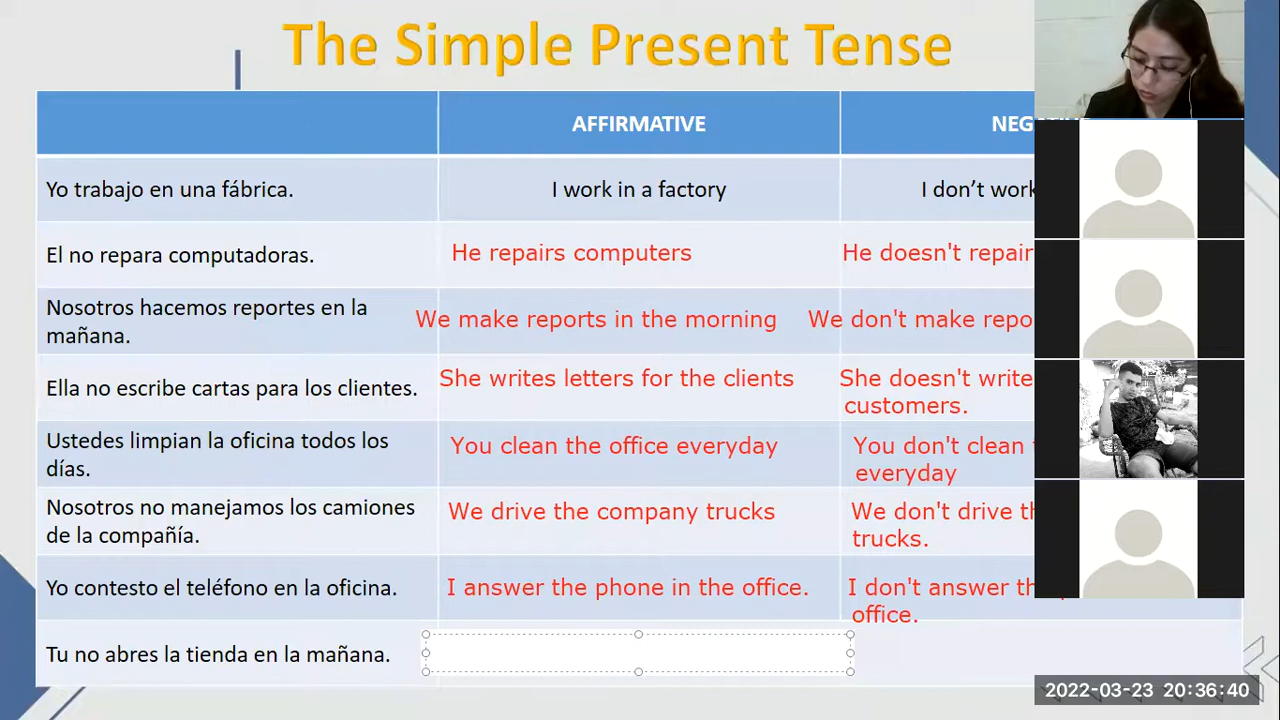 The Simple Present Tense
AFFIRMATIVE
Yo trabajo en una fábrica.
I work in a factory
I don’t work
El no repara computadoras.
He repairs computers
He doesn't repair
Nosotros hacemos reportes en la
mañana.
We make reports in the morning
We don't make
Ella no escribe cartas para los clientes.
She writes letters for the clients
She doesn't write
customers.
Ustedes limpian la oficina todos los
días.
You clean the office everyday
You don't clean
everyday
Nosotros no manejamos los camiones
de la compañía.
We drive the company trucks
We don't drive
trucks.
Yo contesto el teléfono en la oficina.
I answer the phone in the office.
I don't answer
office.
Tu no abres la tienda en la mañana.
2022-03-23 20:36:40